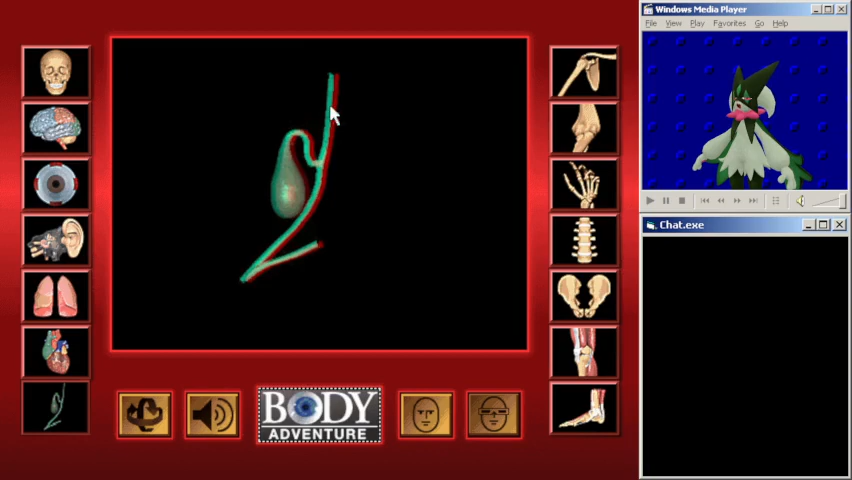 Windows Media Player
File View Play Favorites Go Help
Chat.exe
BODY
ADVENTURE